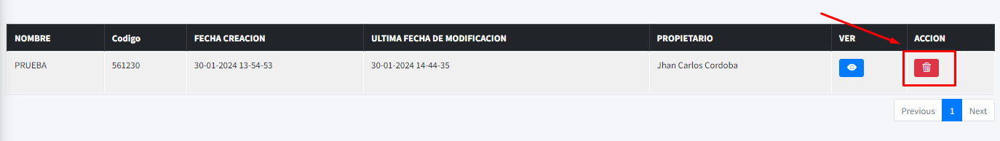 NOMBRE Codigo FECHA CREACION ULTIMA FECHA DE MODIFICACION PROPIETARIO VER ACCION
PRUEBA 561230 30-01-2024 13-54-53 30-01-2024 14-44-35 Jhan Carlos Cordoba
Previous 1 Next